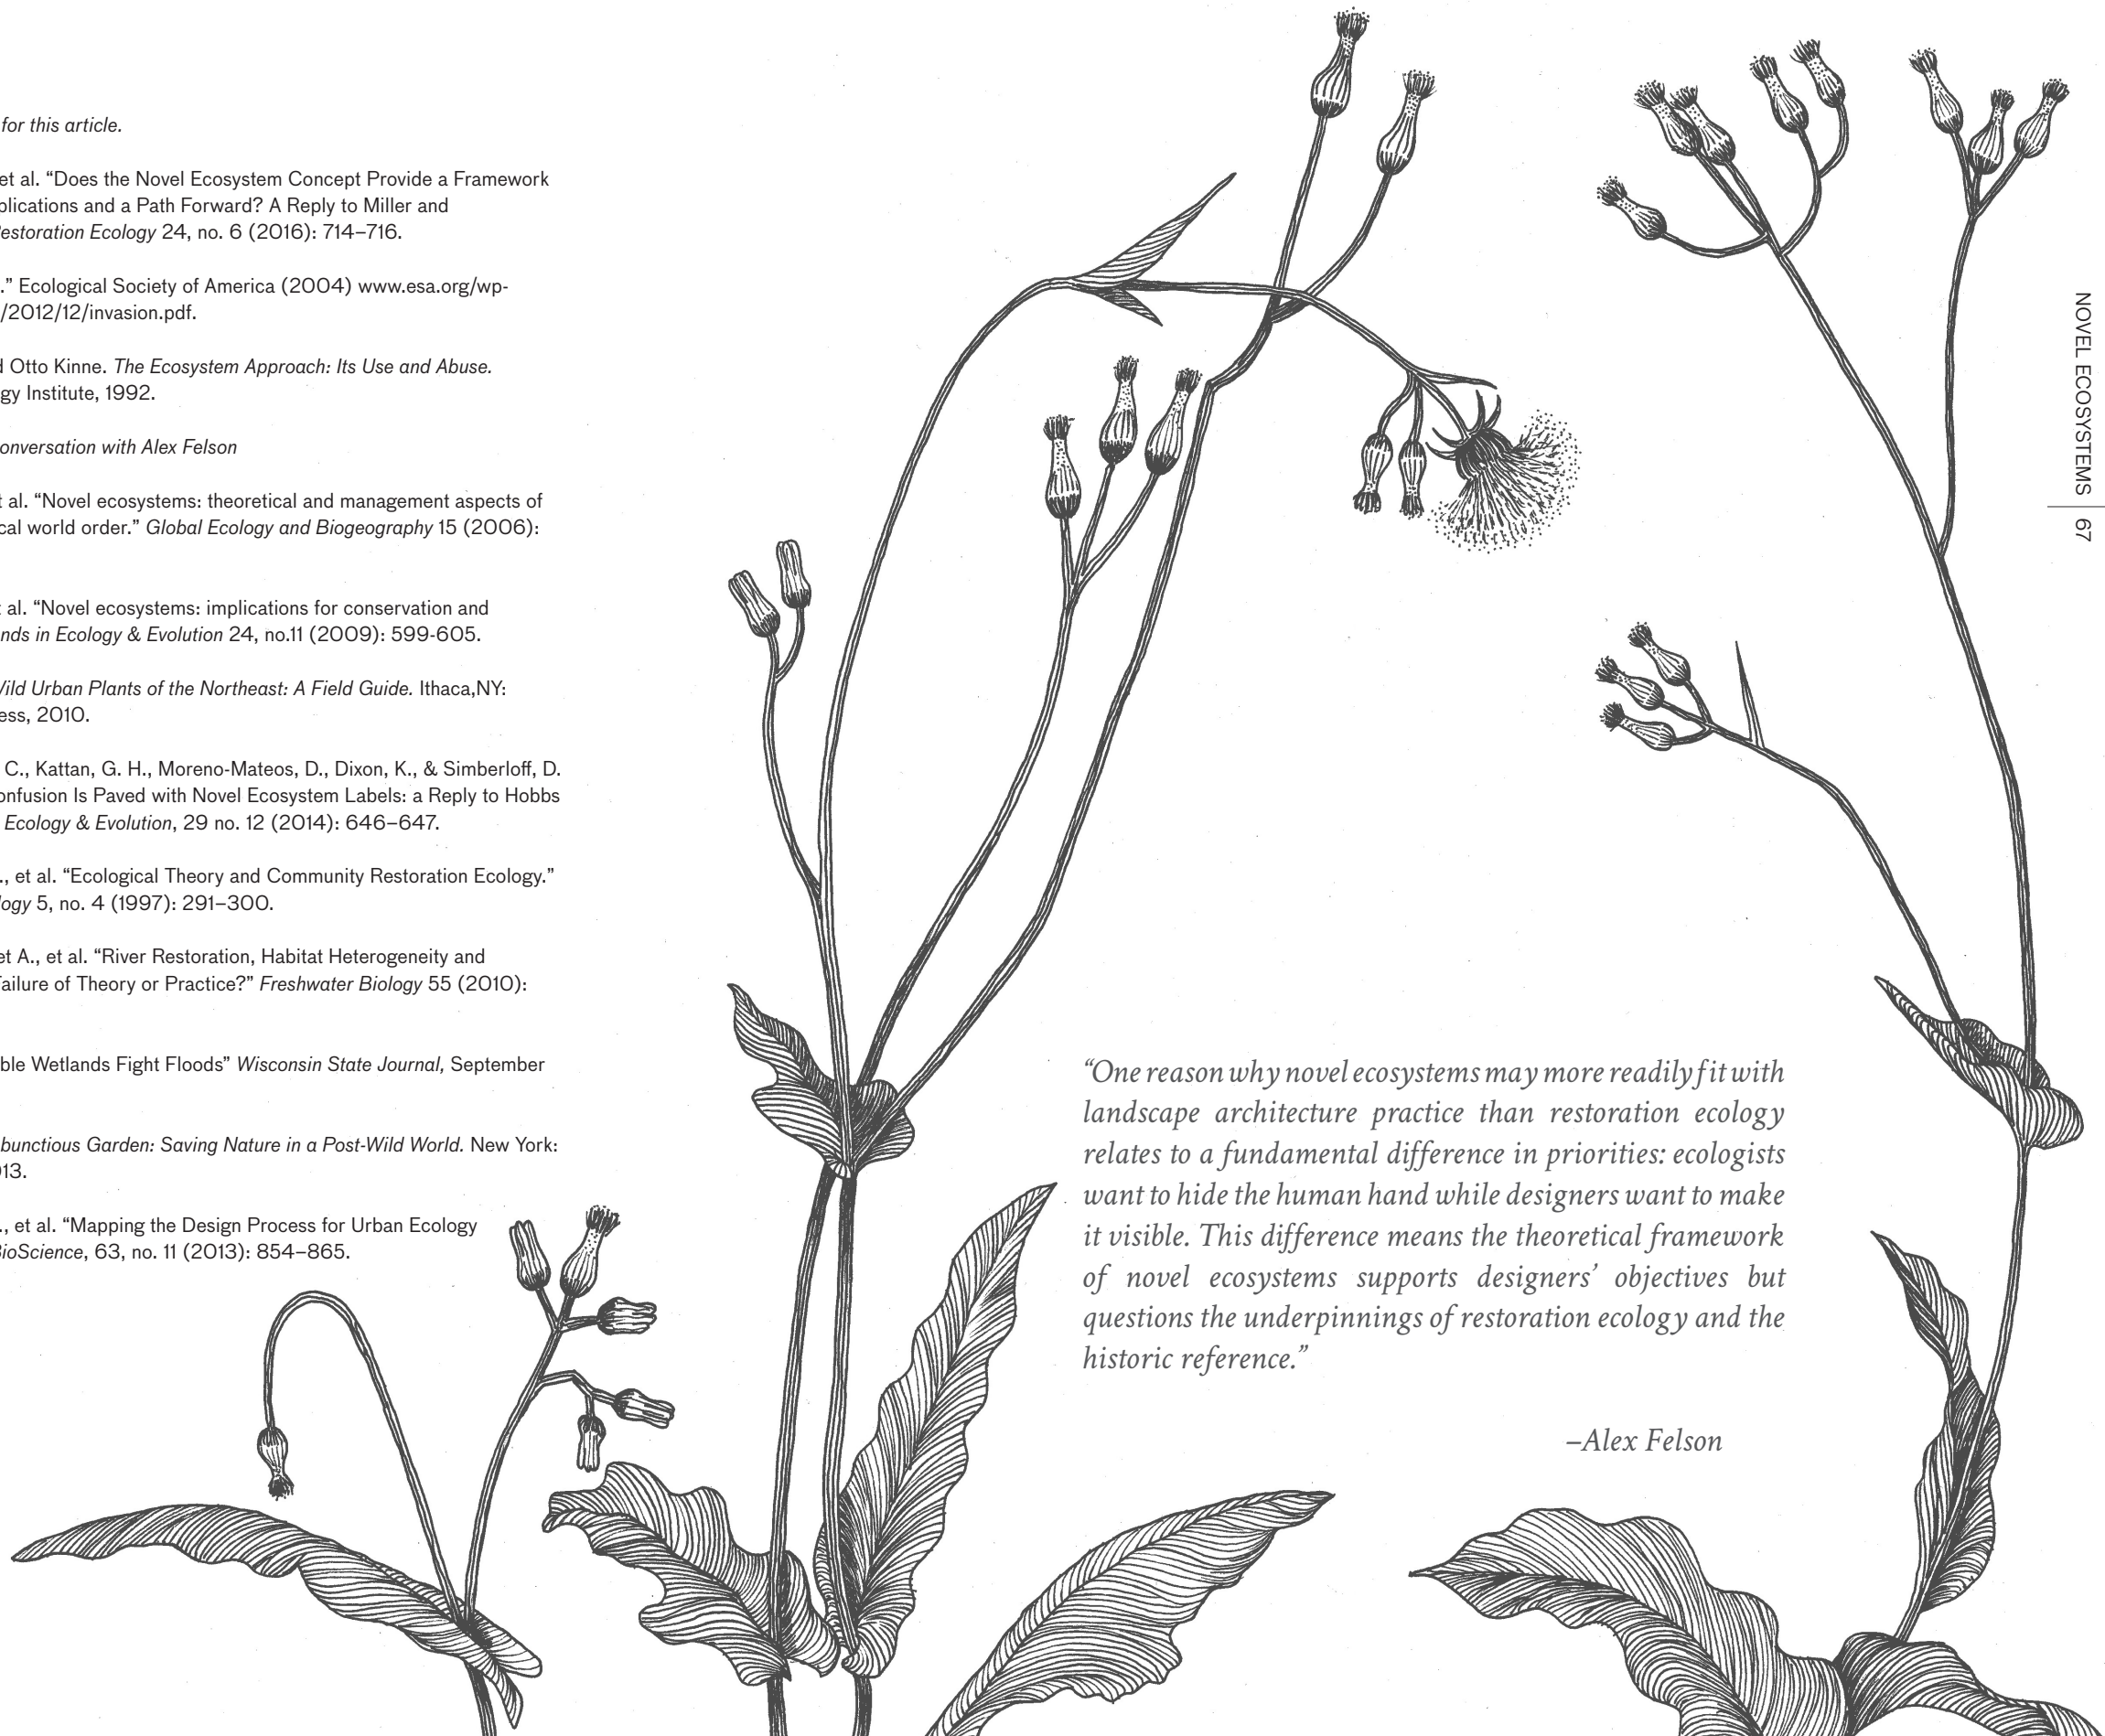 for this article.
et al. “Does the Novel Ecosystem Concept Provide a Framework
plications and a Path Forward? A Reply to Miller and
estoration Ecology 24, no. 6 (2016): 714–716.
.” Ecological Society of America (2004) www.esa.org/wp-
/2012/12/invasion.pdf.
d Otto Kinne. The Ecosystem Approach: Its Use and Abuse.
gy Institute, 1992.
onversation with Alex Felson
t al. “Novel ecosystems: theoretical and management aspects of
cal world order.” Global Ecology and Biogeography 15 (2006):
t al. “Novel ecosystems: implications for conservation and
nds in Ecology & Evolution 24, no.11 (2009): 599-605.
Wild Urban Plants of the Northeast: A Field Guide. Ithaca,NY:
ess, 2010.
C., Kattan, G. H., Moreno-Mateos, D., Dixon, K., & Simberloff, D.
onfusion Is Paved with Novel Ecosystem Labels: a Reply to Hobbs
Ecology & Evolution, 29 no. 12 (2014): 646–647.
., et al. “Ecological Theory and Community Restoration Ecology.”
logy 5, no. 4 (1997): 291–300.
et A., et al. “River Restoration, Habitat Heterogeneity and
Failure of Theory or Practice?” Freshwater Biology 55 (2010):
ble Wetlands Fight Floods” Wisconsin State Journal, September
bunctious Garden: Saving Nature in a Post-Wild World. New York:
013.
., et al. “Mapping the Design Process for Urban Ecology
BioScience, 63, no. 11 (2013): 854–865.
“One reason why novel ecosystems may more readily fit with
landscape architecture practice than restoration ecology
relates to a fundamental difference in priorities: ecologists
want to hide the human hand while designers want to make
it visible. This difference means the theoretical framework
of novel ecosystems supports designers’ objectives but
questions the underpinnings of restoration ecology and the
historic reference.”
–Alex Felson
NOVEL ECOSYSTEMS
67